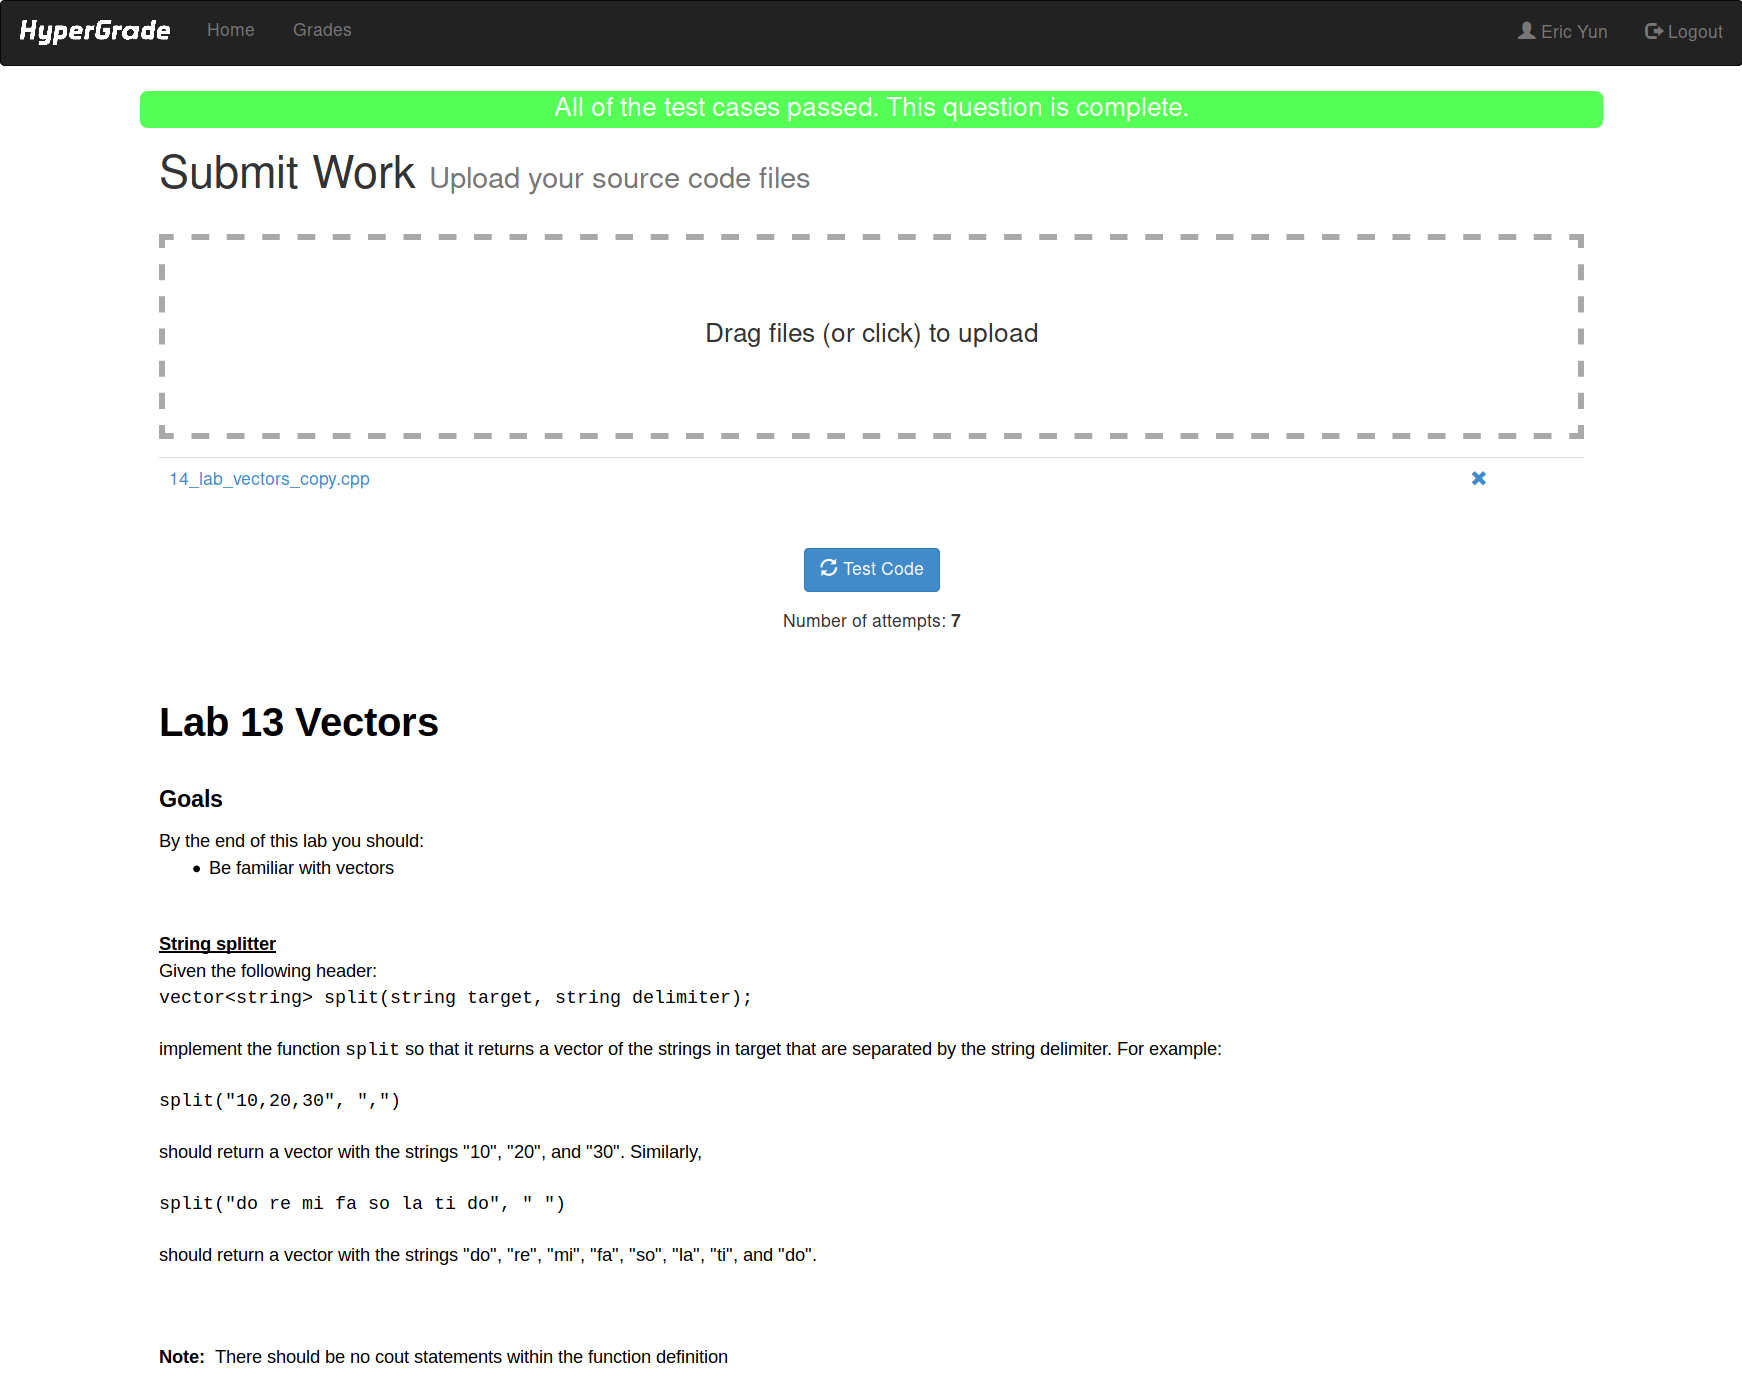 HyperGrade Home Grades Eric Yun Logout
All of the test cases passed. This question is complete.
Submit Work Upload your source code files
Drag files (or click) to upload
14_lab_vectors_copy.cpp
Test Code
Number of attempts: 7
Lab 13 Vectors
Goals
By the end of this lab you should:
• Be familiar with vectors
String splitter
Given the following header:
vector<string> split(string target, string delimiter);
implement the function split so that it returns a vector of the strings in target that are separated by the string delimiter. For example:
split("10,20,30", ",")
should return a vector with the strings "10", "20", and "30". Similarly,
split("do re mi fa so la ti do", " ")
should return a vector with the strings "do", "re", "mi", "fa", "so", "la", "ti", and "do".
Note: There should be no cout statements within the function definition